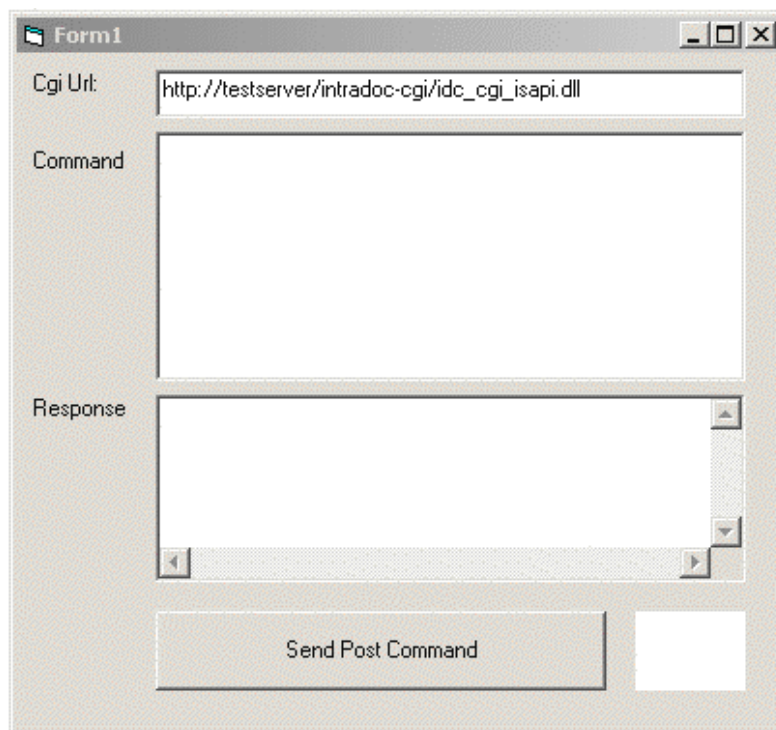 Form1
Cgi Url:
http://testserver/intradoc-cgi/idc_cgi_isapi.dll
Command
Response
Send Post Command